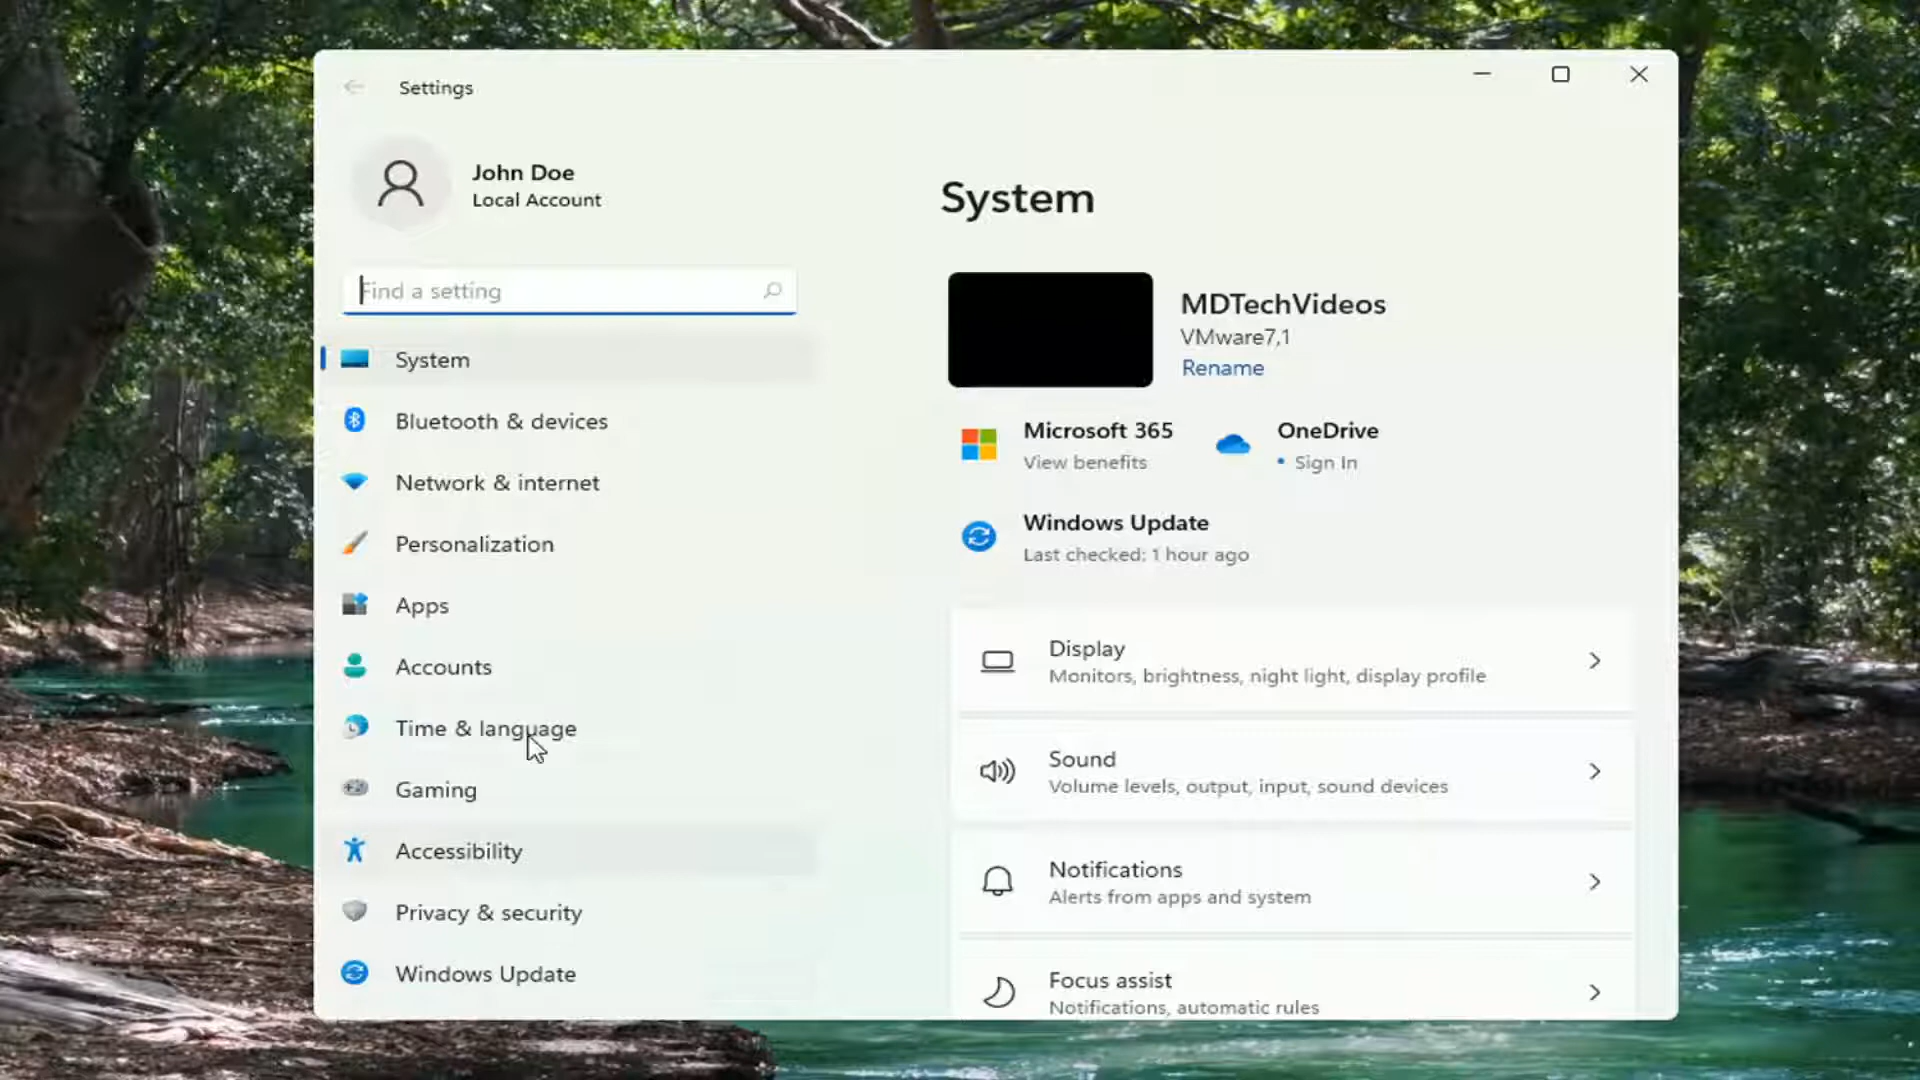 Settings
John Doe
Local Account
Find a setting
System
Bluetooth & devices
Network & internet
Personalization
Apps
Accounts
Time & language
Gaming
Accessibility
Privacy & security
Windows Update
System
MDTechVideos
VMware7,1
Rename
Microsoft 365
View benefits
OneDrive
• Sign In
Windows Update
Last checked: 1 hour ago
Display
Monitors, brightness, night light, display profile
Sound
Volume levels, output, input, sound devices
Notifications
Alerts from apps and system
Focus assist
Notifications, automatic rules